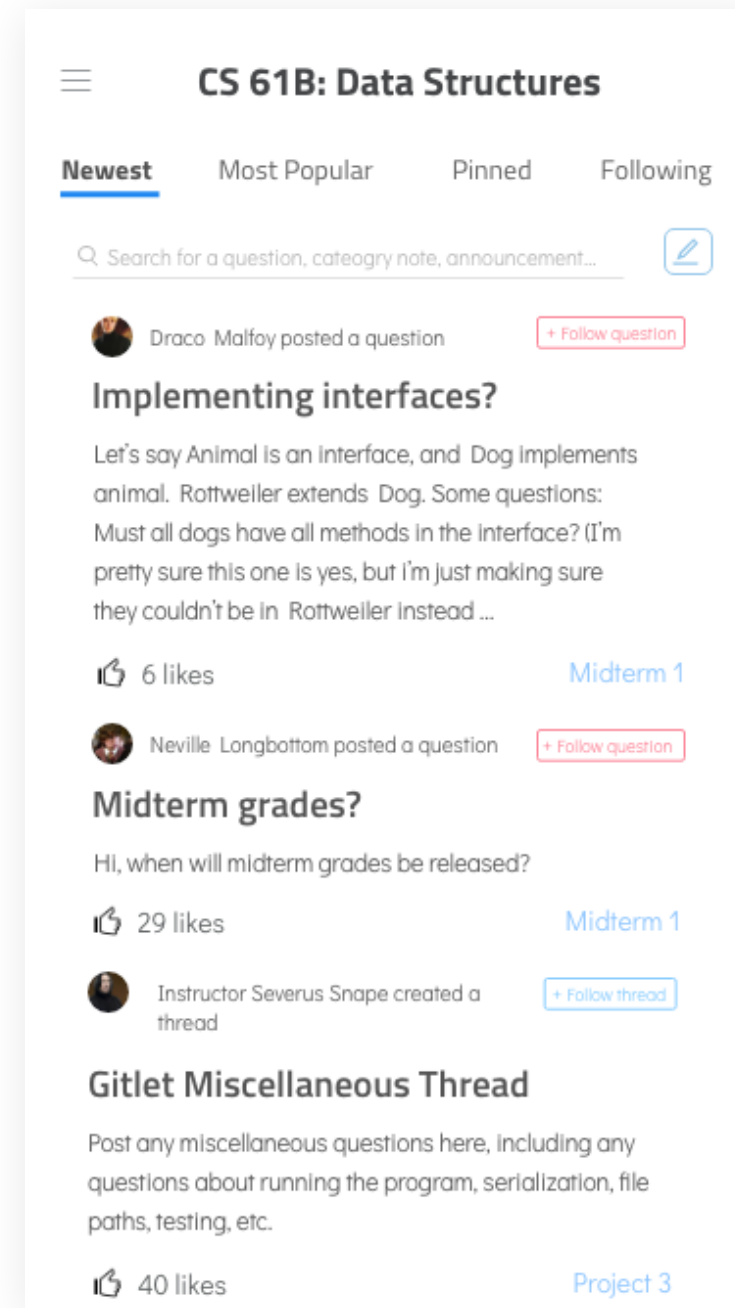 CS 61B: Data Structures
Newest Most Popular Pinned Following
Search for a question, cateogry note, announcement...
Draco Malfoy posted a question + Follow question
Implementing interfaces?
Let's say Animal is an interface, and Dog implements
animal. Rottweiler extends Dog. Some questions:
Must all dogs have all methods in the interface? (I'm
pretty sure this one is yes, but i'm just making sure
they couldn't be in Rottweiler instead ...
6 likes Midterm 1
Neville Longbottom posted a question + Follow question
Midterm grades?
Hi, when will midterm grades be released?
29 likes Midterm 1
Instructor Severus Snape created a + Follow thread
thread
Gitlet Miscellaneous Thread
Post any miscellaneous questions here, including any
questions about running the program, serialization, file
paths, testing, etc.
40 likes Project 3